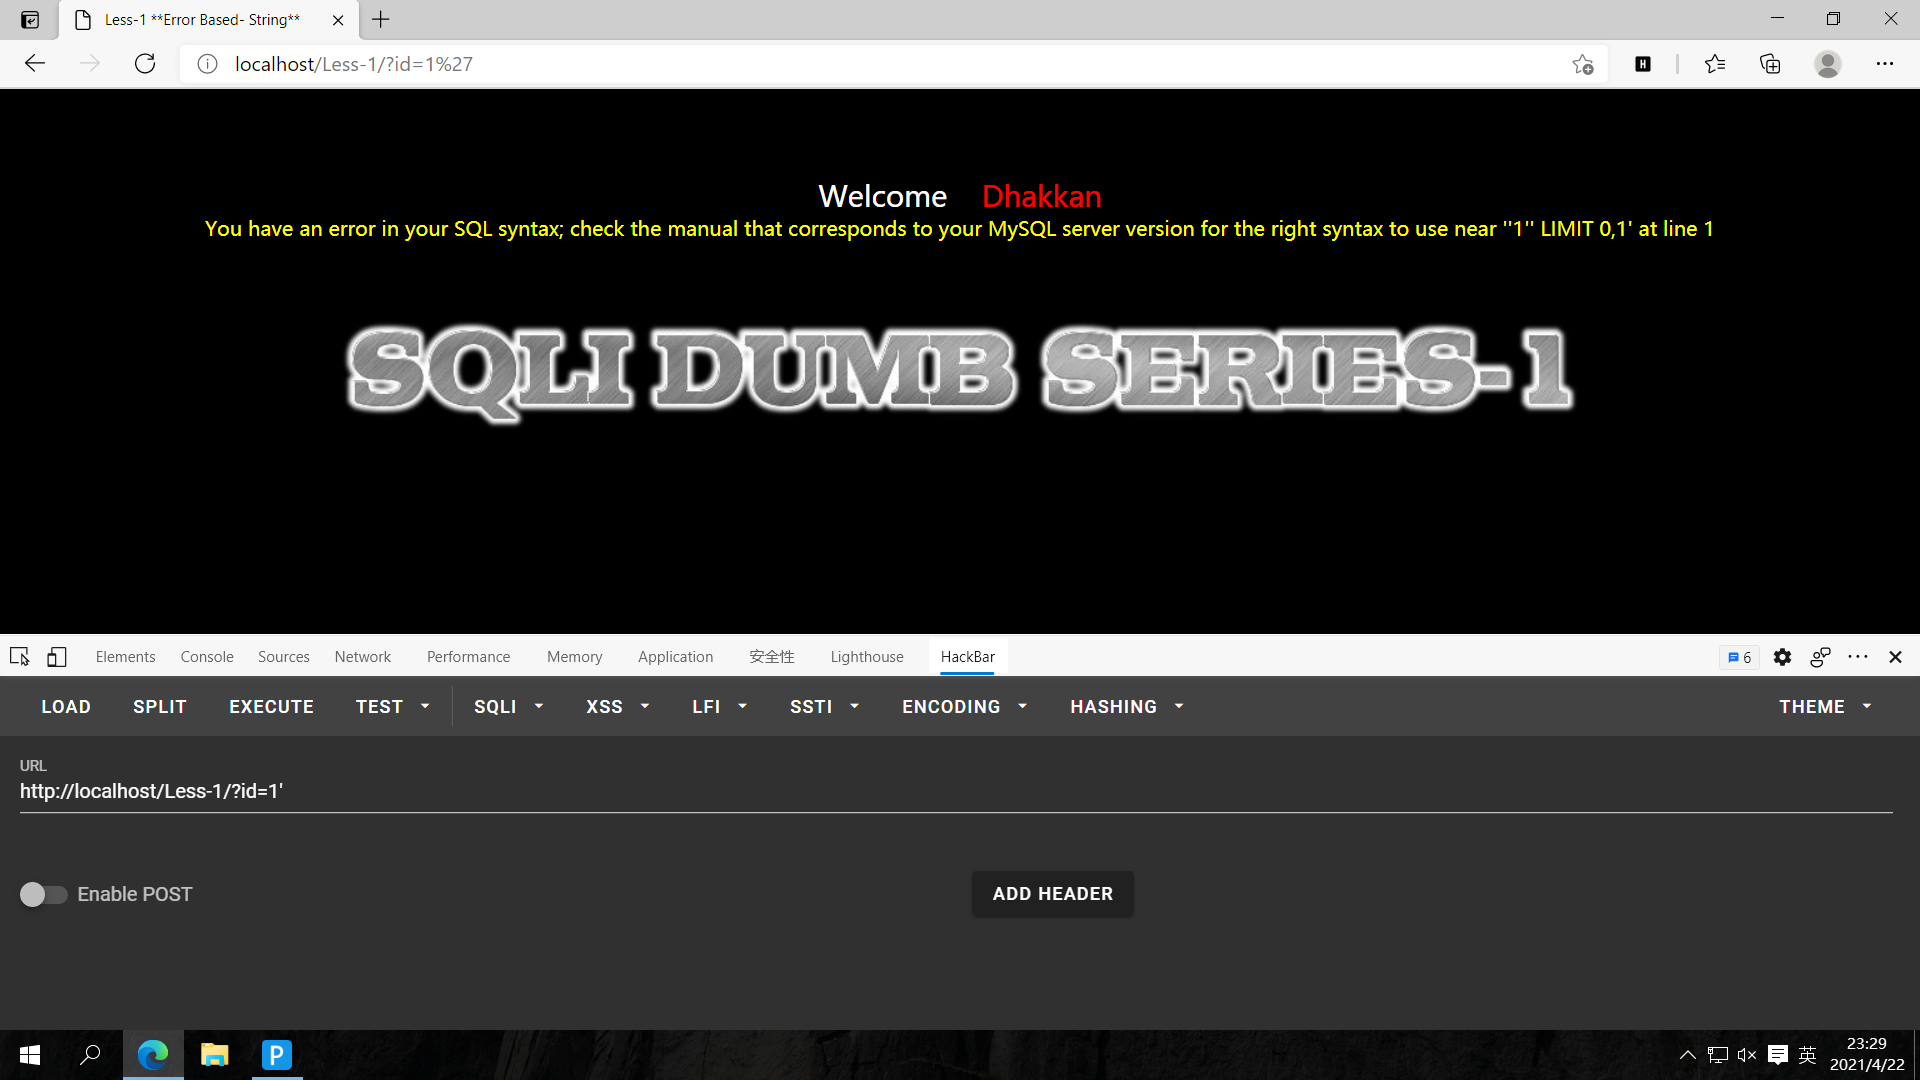 Less-1 **Error Based- String**
localhost/Less-1/?id=1%27
H
Welcome Dhakkan
You have an error in your SQL syntax; check the manual that corresponds to your MySQL server version for the right syntax to use near ''1'' LIMIT 0,1' at line 1
SQLI DUMB SERIES-1
Elements Console Sources Network Performance Memory Application 安全性 Lighthouse HackBar 6
LOAD SPLIT EXECUTE TEST SQLI XSS LFI SSTI ENCODING HASHING THEME
URL
http://localhost/Less-1/?id=1'
Enable POST ADD HEADER
P
英
23:29
2021/4/22